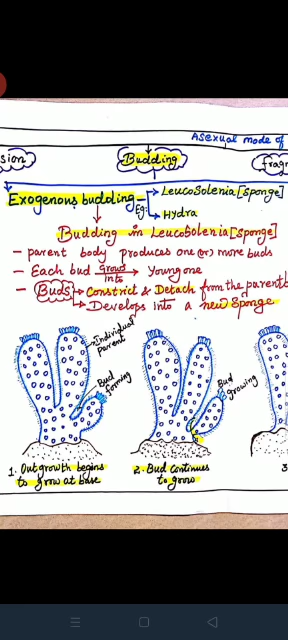 Asexual mode of
sion
Budding
fragn
Exogenous budding - Eg: → Leucosolenia [sponge]
→ Hydra
Budding in Leucosolenia [sponge]
- parent body produces one (or) more buds
- Each bud Grows into → Young one
- Buds → Constrict & Detach from the parent b
→ Develops into a new Sponge
Individual parent
Bud forming
Bud growing
1. Outgrowth begins
to grow at base
2. Bud continues
to grow
3